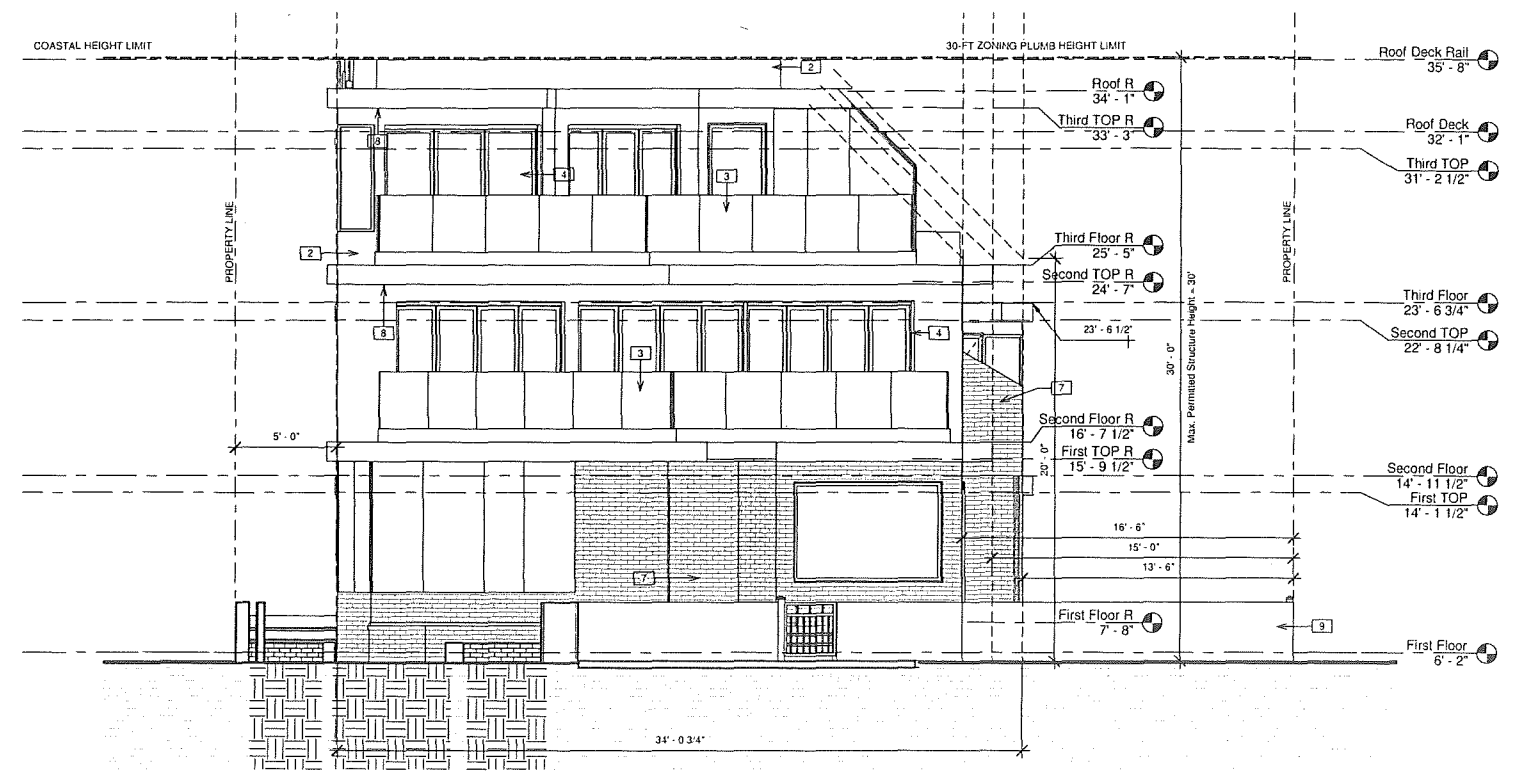 COASTAL HEIGHT LIMIT
30-FT ZONING PLUMB HEIGHT LIMIT
Roof Deck Rail
35' - 8"
2
Roof R
34' - 1"
Third TOP R
33' - 3"
Roof Deck
32' - 1"
8
Third TOP
31' - 2 1/2"
4
3
PROPERTY LINE
PROPERTY LINE
2
Third Floor R
25' - 5"
Second TOP R
24' - 7"
Max. Permitted Structure Height = 30'
Third Floor
23' - 6 3/4"
8
4
23' - 6 1/2"
Second TOP
22' - 8 1/4"
3
30' - 0"
7
5' - 0"
Second Floor R
16' - 7 1/2"
First TOP R
15' - 9 1/2"
20' - 0"
Second Floor
14' - 11 1/2"
First TOP
14' - 1 1/2"
16' - 6"
15' - 0"
13' - 6"
7
First Floor R
7' - 8"
9
First Floor
6' - 2"
34' - 0 3/4"